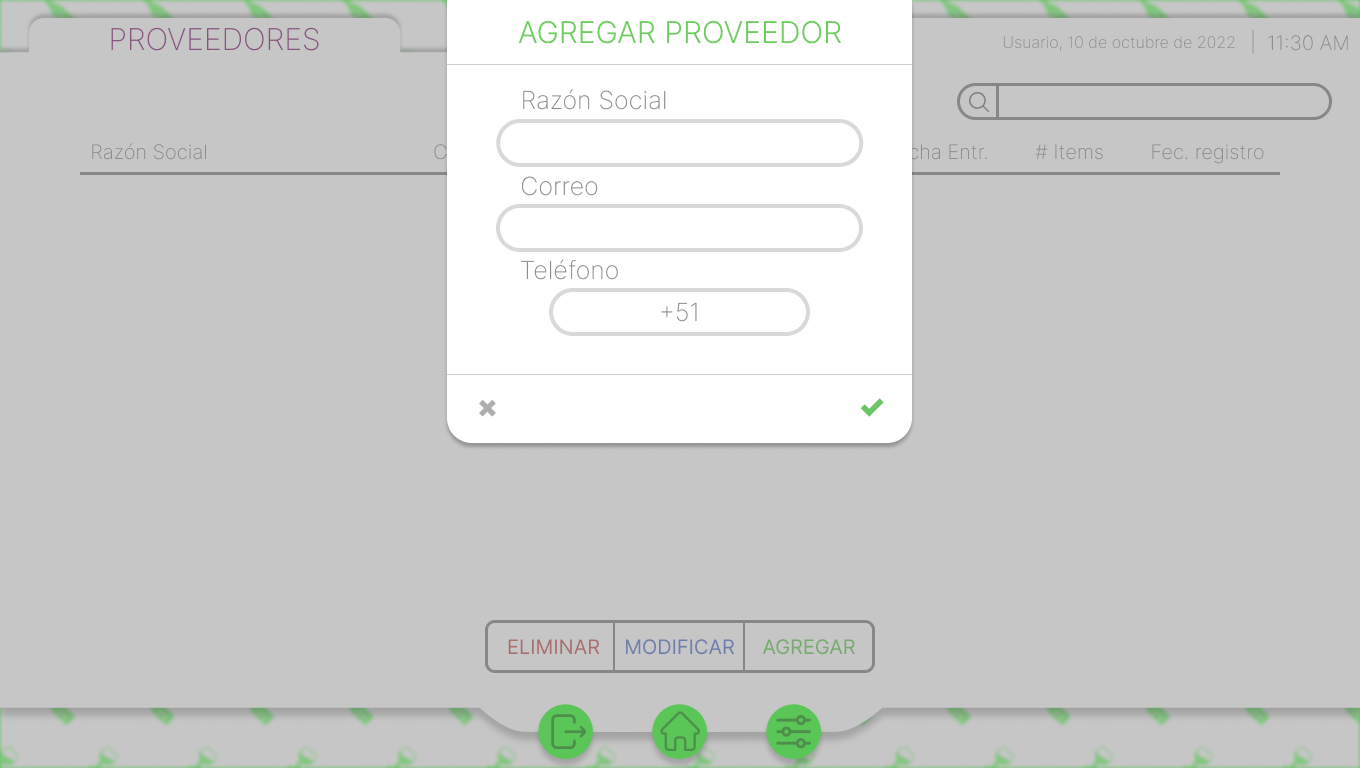 PROVEEDORES
AGREGAR PROVEEDOR
Usuario, 10 de octubre de 2022
11:30 AM
Razón Social
Razón Social
C
cha Entr.
# Items
Fec. registro
Correo
Teléfono
+51
ELIMINAR
MODIFICAR
AGREGAR